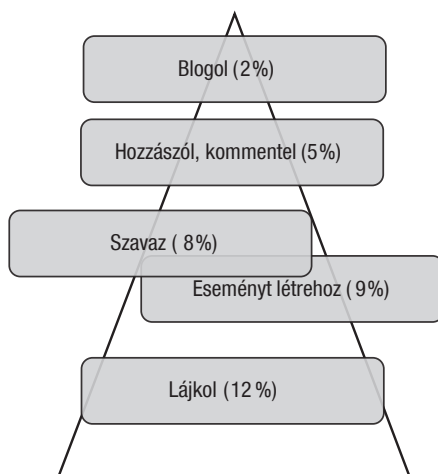 Blogol (2%)
Hozzászól, kommentel (5%)
Szavaz ( 8%)
Eseményt létrehoz ( 9%)
Lájkol (12%)